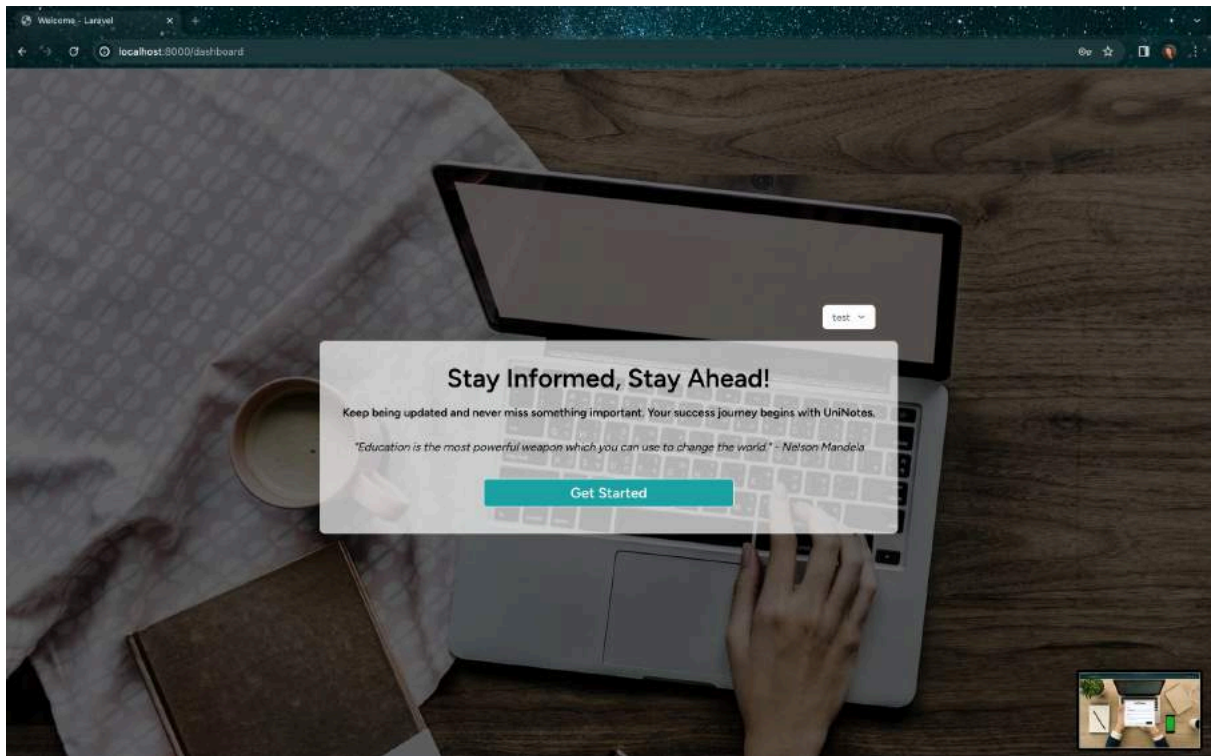 Welcome - Laravel
localhost:8000/dashboard
test
Stay Informed, Stay Ahead!
Keep being updated and never miss something important. Your success journey begins with UniNotes.
"Education is the most powerful weapon which you can use to change the world." - Nelson Mandela
Get Started